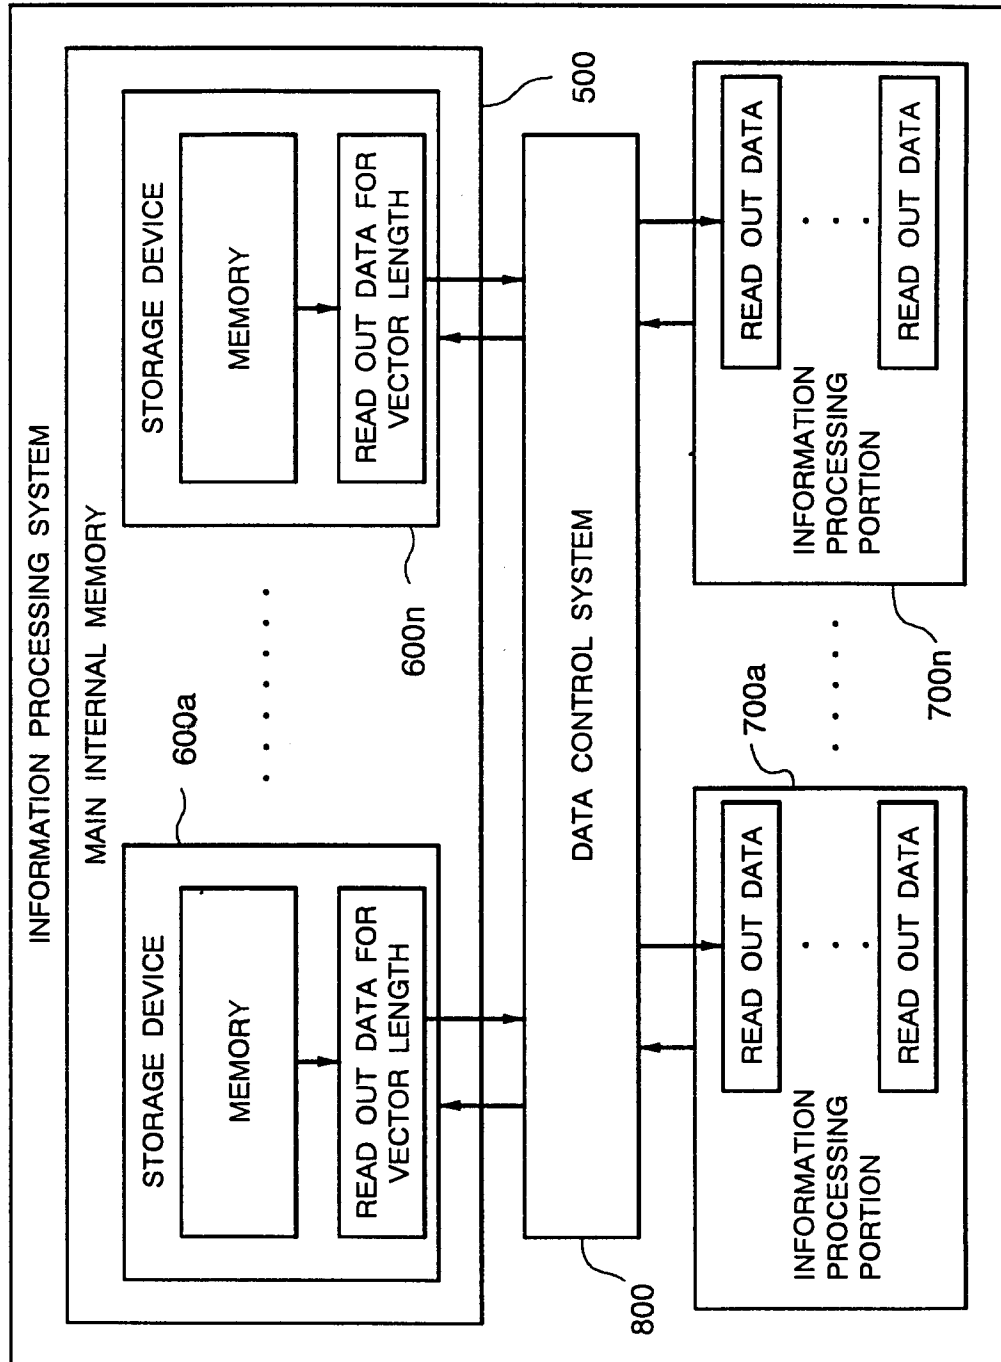 INFORMATION PROCESSING SYSTEM
MAIN INTERNAL MEMORY
600a
STORAGE DEVICE
MEMORY
READ OUT DATA FOR
VECTOR LENGTH
600n
STORAGE DEVICE
MEMORY
READ OUT DATA FOR
VECTOR LENGTH
500
800
DATA CONTROL SYSTEM
700a
INFORMATION
PROCESSING
PORTION
READ OUT DATA
READ OUT DATA
700n
INFORMATION
PROCESSING
PORTION
READ OUT DATA
READ OUT DATA